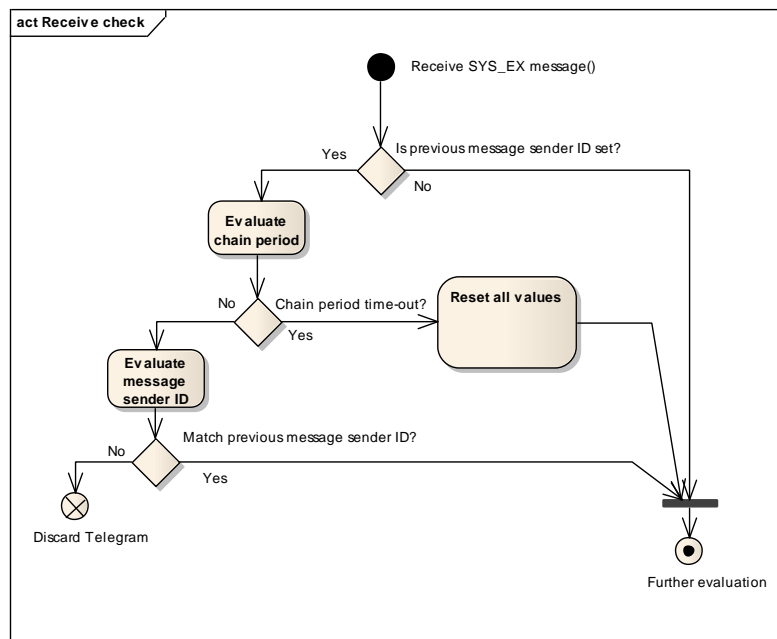 act Receive check
Receive SYS_EX message()
Is previous message sender ID set?
Yes
No
Evaluate
chain period
No
Chain period time-out?
Yes
Reset all values
Evaluate
message
sender ID
Match previous message sender ID?
No
Yes
Discard Telegram
Further evaluation